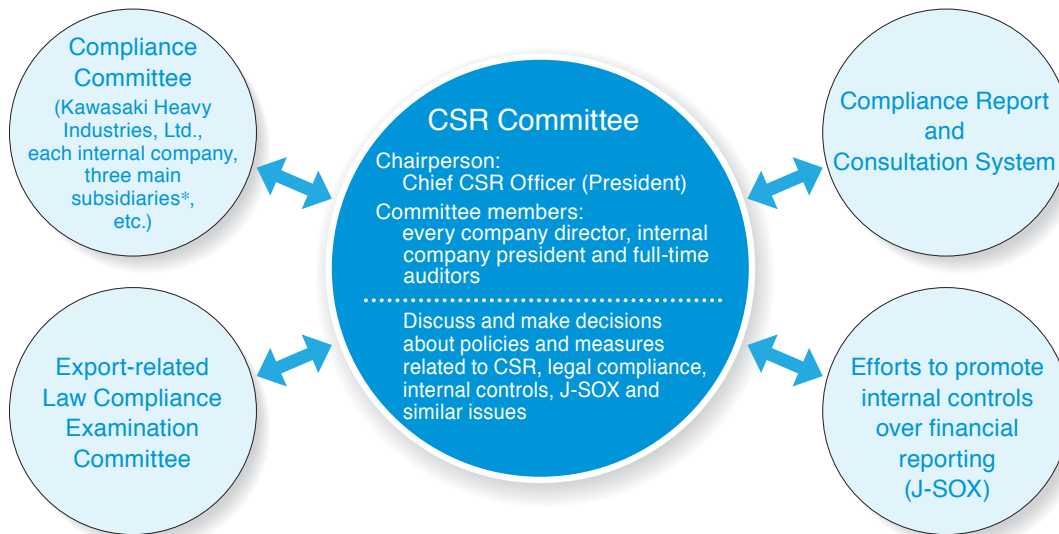 Compliance
Committee
(Kawasaki Heavy
Industries, Ltd.,
each internal company,
three main
subsidiaries*,
etc.)
CSR Committee
Chairperson:
Chief CSR Officer (President)
Committee members:
every company director, internal
company president and full-time
auditors
Discuss and make decisions
about policies and measures
related to CSR, legal compliance,
internal controls, J-SOX and
similar issues
Compliance Report
and
Consultation System
Export-related
Law Compliance
Examination
Committee
Efforts to promote
internal controls
over financial
reporting
(J-SOX)